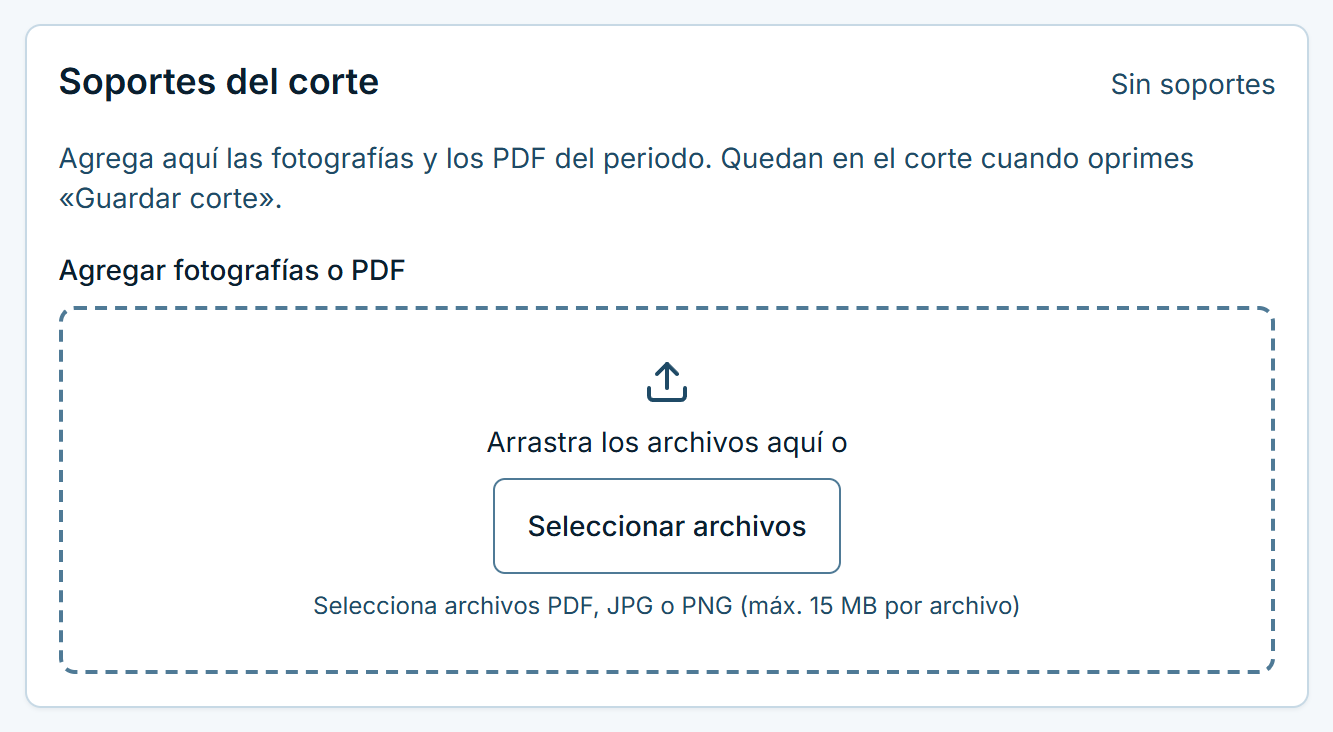 Soportes del corte
Sin soportes
Agrega aquí las fotografías y los PDF del periodo. Quedan en el corte cuando oprimes
«Guardar corte».
Agregar fotografías o PDF
Arrastra los archivos aquí o
Seleccionar archivos
Selecciona archivos PDF, JPG o PNG (máx. 15 MB por archivo)